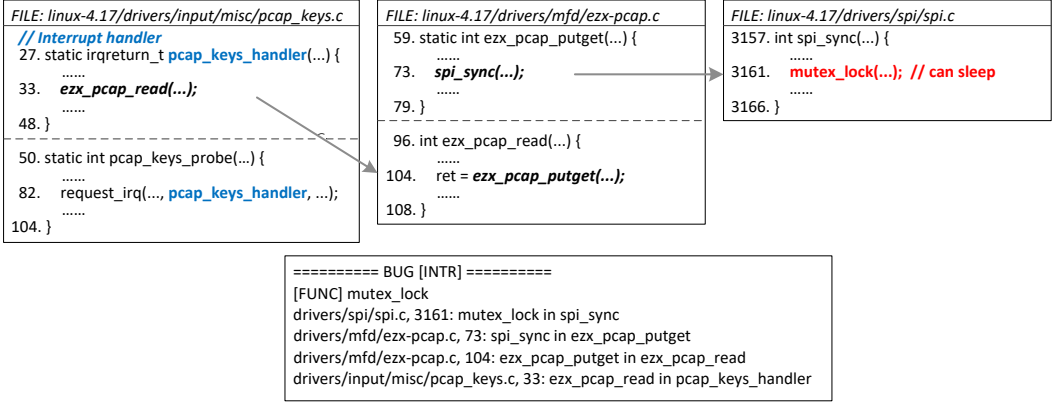 FILE: linux-4.17/drivers/input/misc/pcap_keys.c
// Interrupt handler
27. static irqreturn_t pcap_keys_handler(...) {
......
33. ezx_pcap_read(...);
......
48. }
50. static int pcap_keys_probe(...) {
......
82. request_irq(..., pcap_keys_handler, ...);
......
104. }
FILE: linux-4.17/drivers/mfd/ezx-pcap.c
59. static int ezx_pcap_putget(...) {
......
73. spi_sync(...);
......
79. }
96. int ezx_pcap_read(...) {
......
104. ret = ezx_pcap_putget(...);
......
108. }
FILE: linux-4.17/drivers/spi/spi.c
3157. int spi_sync(...) {
......
3161. mutex_lock(...); // can sleep
......
3166. }
========== BUG [INTR] ==========
[FUNC] mutex_lock
drivers/spi/spi.c, 3161: mutex_lock in spi_sync
drivers/mfd/ezx-pcap.c, 73: spi_sync in ezx_pcap_putget
drivers/mfd/ezx-pcap.c, 104: ezx_pcap_putget in ezx_pcap_read
drivers/input/misc/pcap_keys.c, 33: ezx_pcap_read in pcap_keys_handler